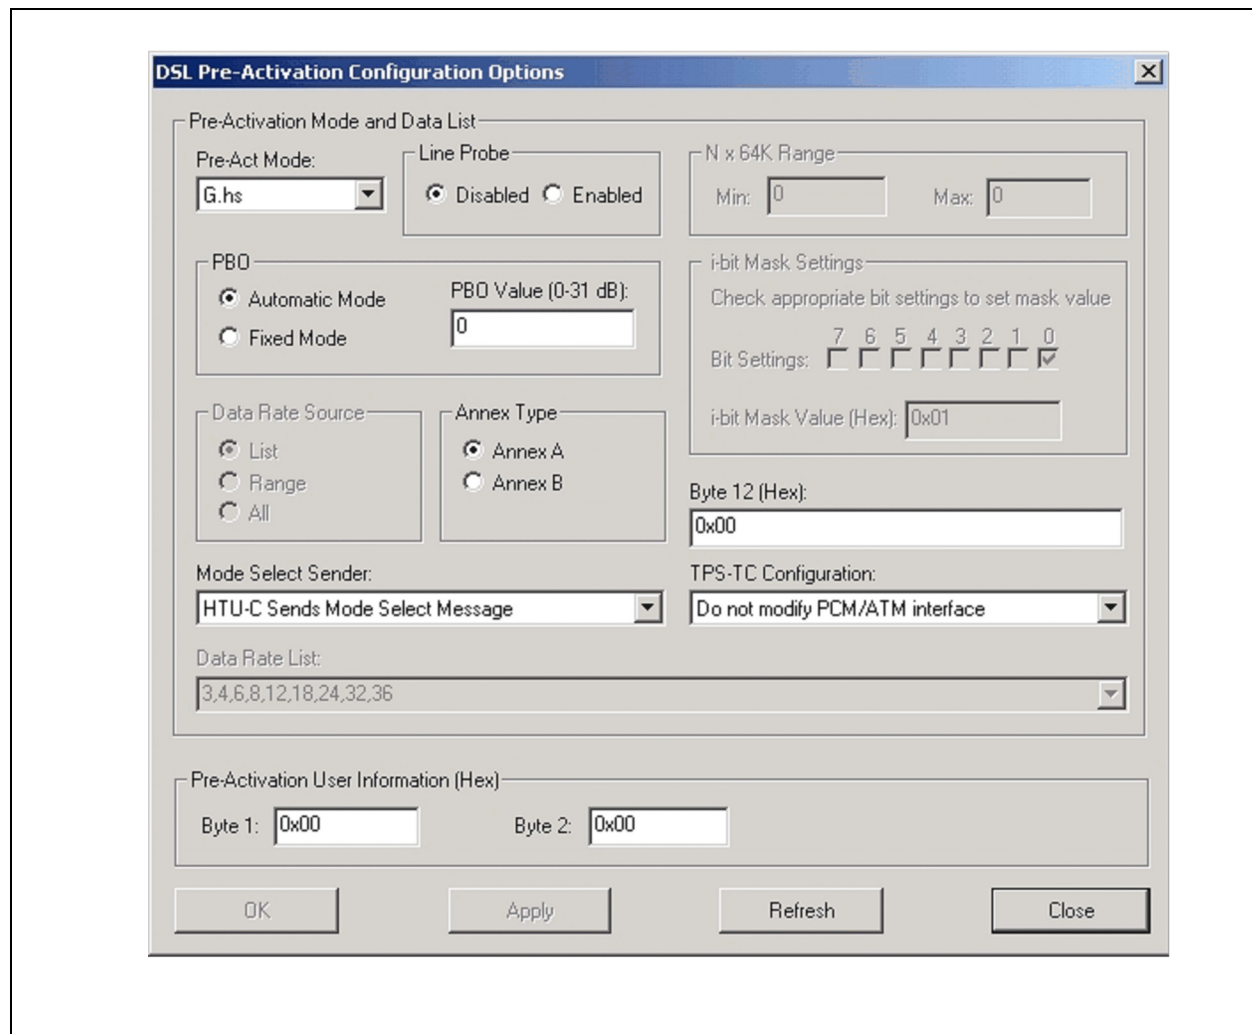 DSL Pre-Activation Configuration Options
Pre-Activation Mode and Data List
Pre-Act Mode:
G.hs
Line Probe
Disabled Enabled
N x 64K Range
Min: 0 Max: 0
PBO
Automatic Mode
Fixed Mode
PBO Value (0-31 dB):
0
i-bit Mask Settings
Check appropriate bit settings to set mask value
7 6 5 4 3 2 1 0
Bit Settings:
i-bit Mask Value (Hex): 0x01
Data Rate Source
List
Range
All
Annex Type
Annex A
Annex B
Byte 12 (Hex):
0x00
Mode Select Sender:
HTU-C Sends Mode Select Message
TPS-TC Configuration:
Do not modify PCM/ATM interface
Data Rate List:
3,4,6,8,12,18,24,32,36
Pre-Activation User Information (Hex)
Byte 1: 0x00 Byte 2: 0x00
OK Apply Refresh Close